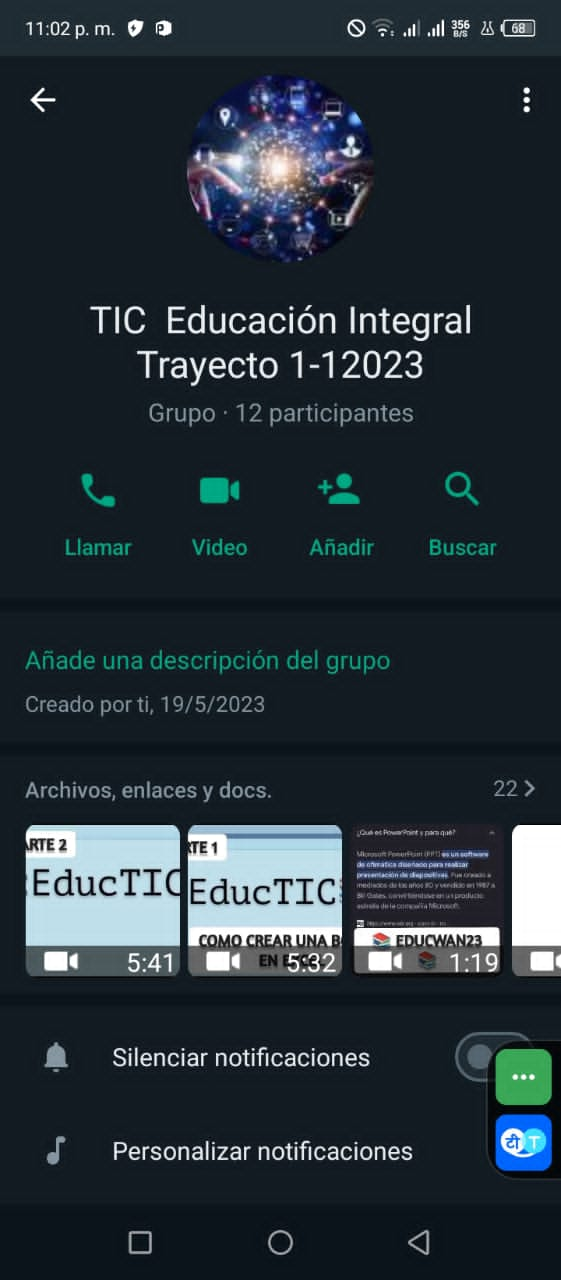 11:02 p. m.
356
B/S
68
TIC Educación Integral
Trayecto 1-12023
Grupo · 12 participantes
Llamar
Video
Añadir
Buscar
Añade una descripción del grupo
Creado por ti, 19/5/2023
Archivos, enlaces y docs.
22
ARTE 2
EducTIC
5:41
RTE 1
EducTIC
COMO CREAR UNA B
EN EXCEL
5:32
¿Qué es PowerPoint y para qué?
Microsoft PowerPoint (PPT) es un software
de ofimática diseñado para realizar
presentación de diapositivas. Fue creado a
mediados de los años 80 y vendido en 1987 a
Bill Gates, convirtiéndose en un producto
estrella de la compañía Microsoft.
EDUCWAN23
1:19
Silenciar notificaciones
Personalizar notificaciones
टी T